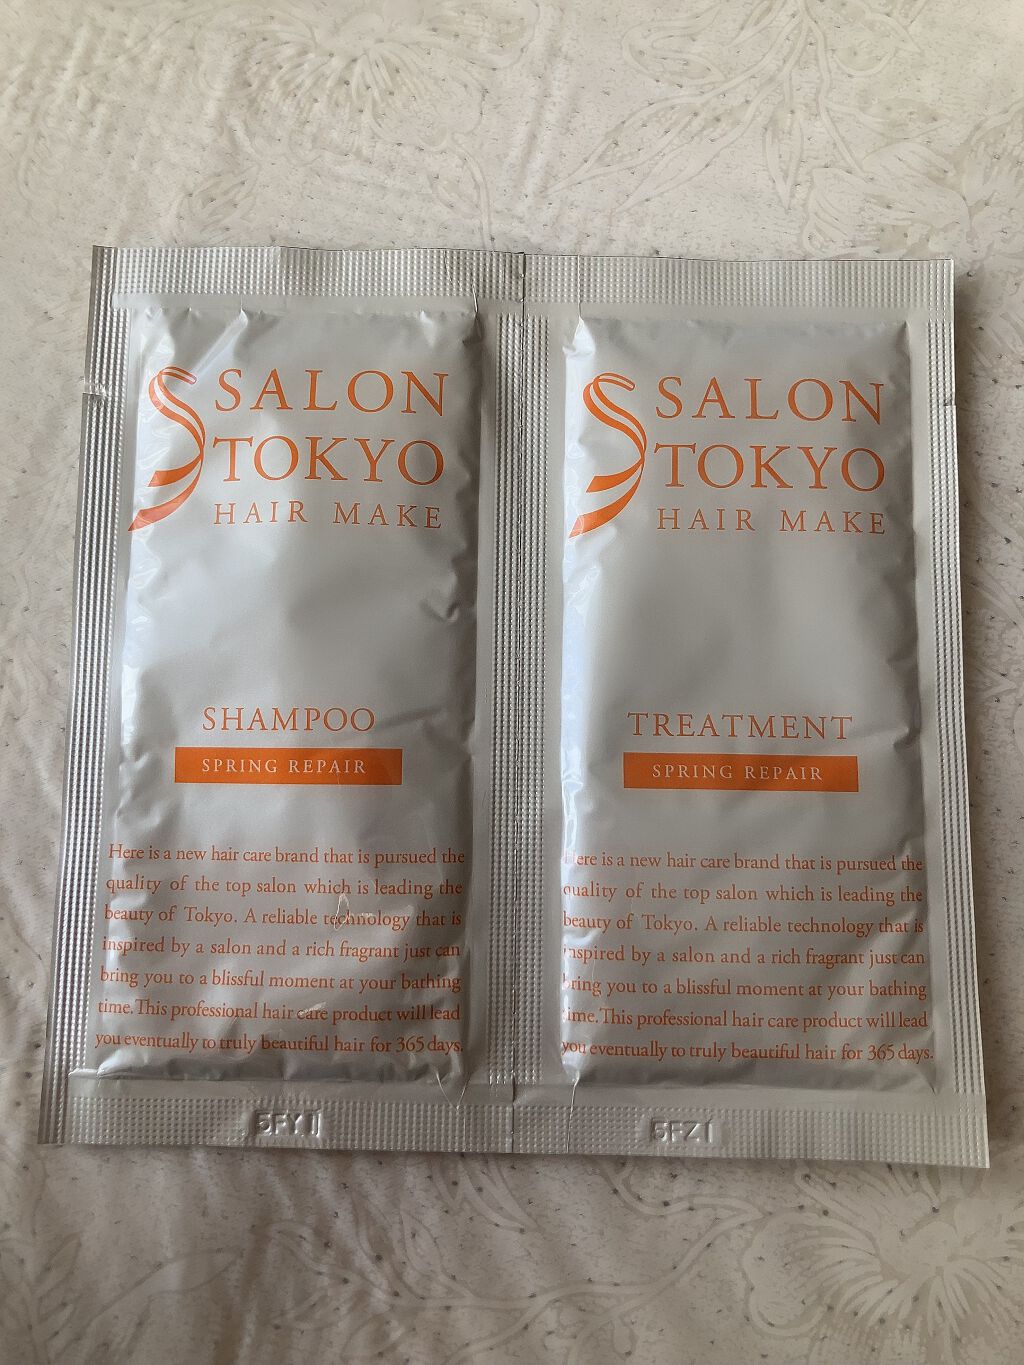 SALON
TOKYO
HAIR MAKE
SHAMPOO
SPRING REPAIR
Here is a new hair care brand that is pursued the
quality of the top salon which is leading the
beauty of Tokyo. A reliable technology that is
inspired by a salon and a rich fragrant just can
bring you to a blissful moment at your bathing
time. This professional hair care product will lead
you eventually to truly beautiful hair for 365 days.
5FY1
SALON
TOKYO
HAIR MAKE
TREATMENT
SPRING REPAIR
Here is a new hair care brand that is pursued the
quality of the top salon which is leading the
beauty of Tokyo. A reliable technology that is
inspired by a salon and a rich fragrant just can
bring you to a blissful moment at your bathing
time. This professional hair care product will lead
you eventually to truly beautiful hair for 365 days.
5FZ1